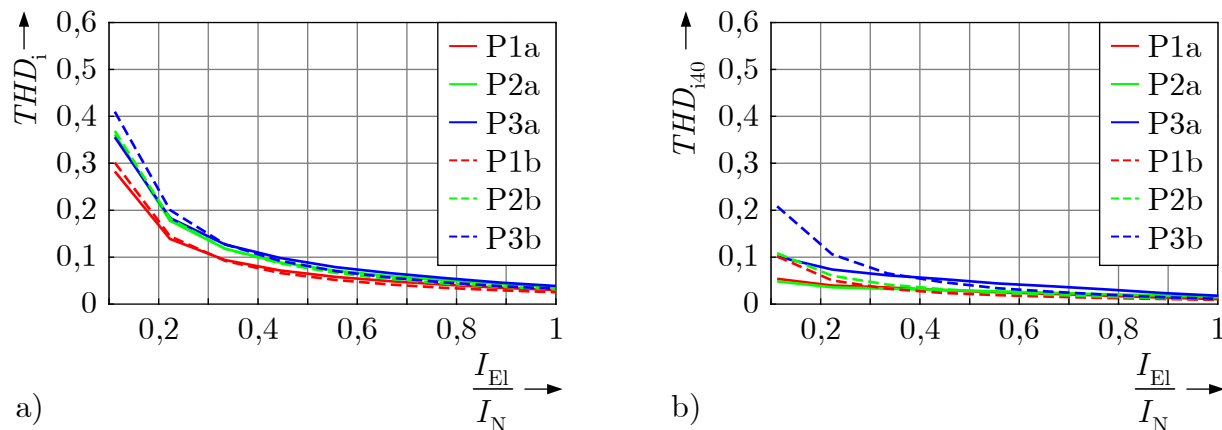 THD_i
0,6
0,5
0,4
0,3
0,2
0,1
0
0,2 0,4 0,6 0,8 1
P1a
P2a
P3a
P1b
P2b
P3b
I_El
I_N
a)
THD_i40
0,6
0,5
0,4
0,3
0,2
0,1
0
0,2 0,4 0,6 0,8 1
P1a
P2a
P3a
P1b
P2b
P3b
I_El
I_N
b)